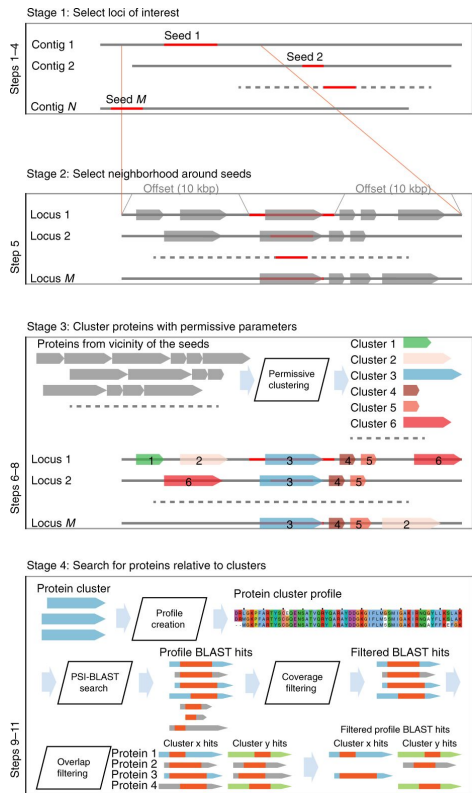 Stage 1: Select loci of interest
Steps 1–4
Contig 1
Seed 1
Contig 2
Seed 2
Seed M
Contig N
Stage 2: Select neighborhood around seeds
Step 5
Offset (10 kbp) Offset (10 kbp)
Locus 1
Locus 2
Locus M
Stage 3: Cluster proteins with permissive parameters
Steps 6–8
Proteins from vicinity of the seeds
Permissive
clustering
Cluster 1
Cluster 2
Cluster 3
Cluster 4
Cluster 5
Cluster 6
Locus 1 1 2 3 4 5 6
Locus 2 6 3 4 5
Locus M 3 4 5 2
Stage 4: Search for proteins relative to clusters
Steps 9–11
Protein cluster
Profile
creation
Protein cluster profile
PSI-BLAST
search
Profile BLAST hits
Coverage
filtering
Filtered BLAST hits
Overlap
filtering
Filtered profile BLAST hits
Cluster x hits Cluster y hits Cluster x hits Cluster y hits
Protein 1
Protein 2
Protein 3
Protein 4